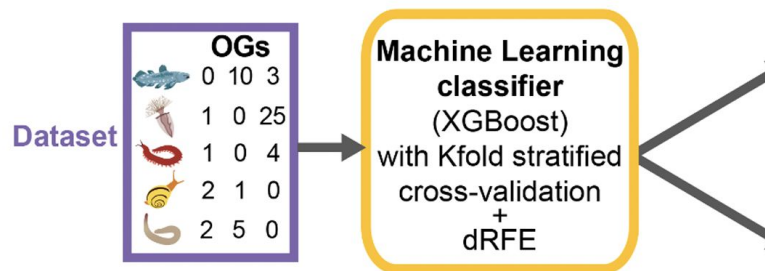 Dataset
OGs
0 10 3
1 0 25
1 0 4
2 1 0
2 5 0
Machine Learning
classifier
(XGBoost)
with Kfold stratified
cross-validation
+
dRFE